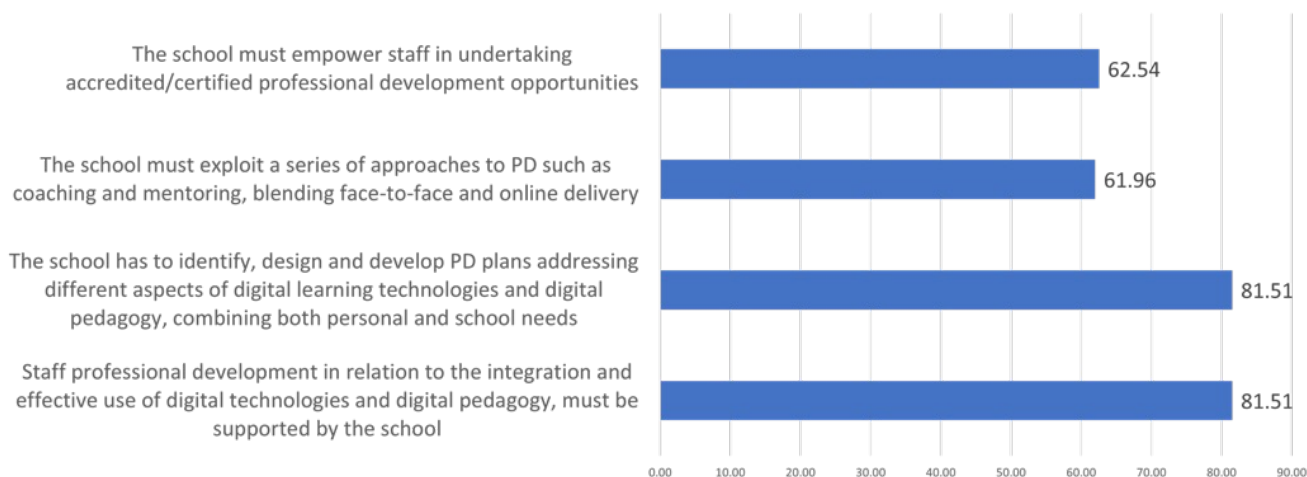 The school must empower staff in undertaking
accredited/certified professional development opportunities
62.54
The school must exploit a series of approaches to PD such as
coaching and mentoring, blending face-to-face and online delivery
61.96
The school has to identify, design and develop PD plans addressing
different aspects of digital learning technologies and digital
pedagogy, combining both personal and school needs
81.51
Staff professional development in relation to the integration and
effective use of digital technologies and digital pedagogy, must be
supported by the school
81.51
0.00 10.00 20.00 30.00 40.00 50.00 60.00 70.00 80.00 90.00